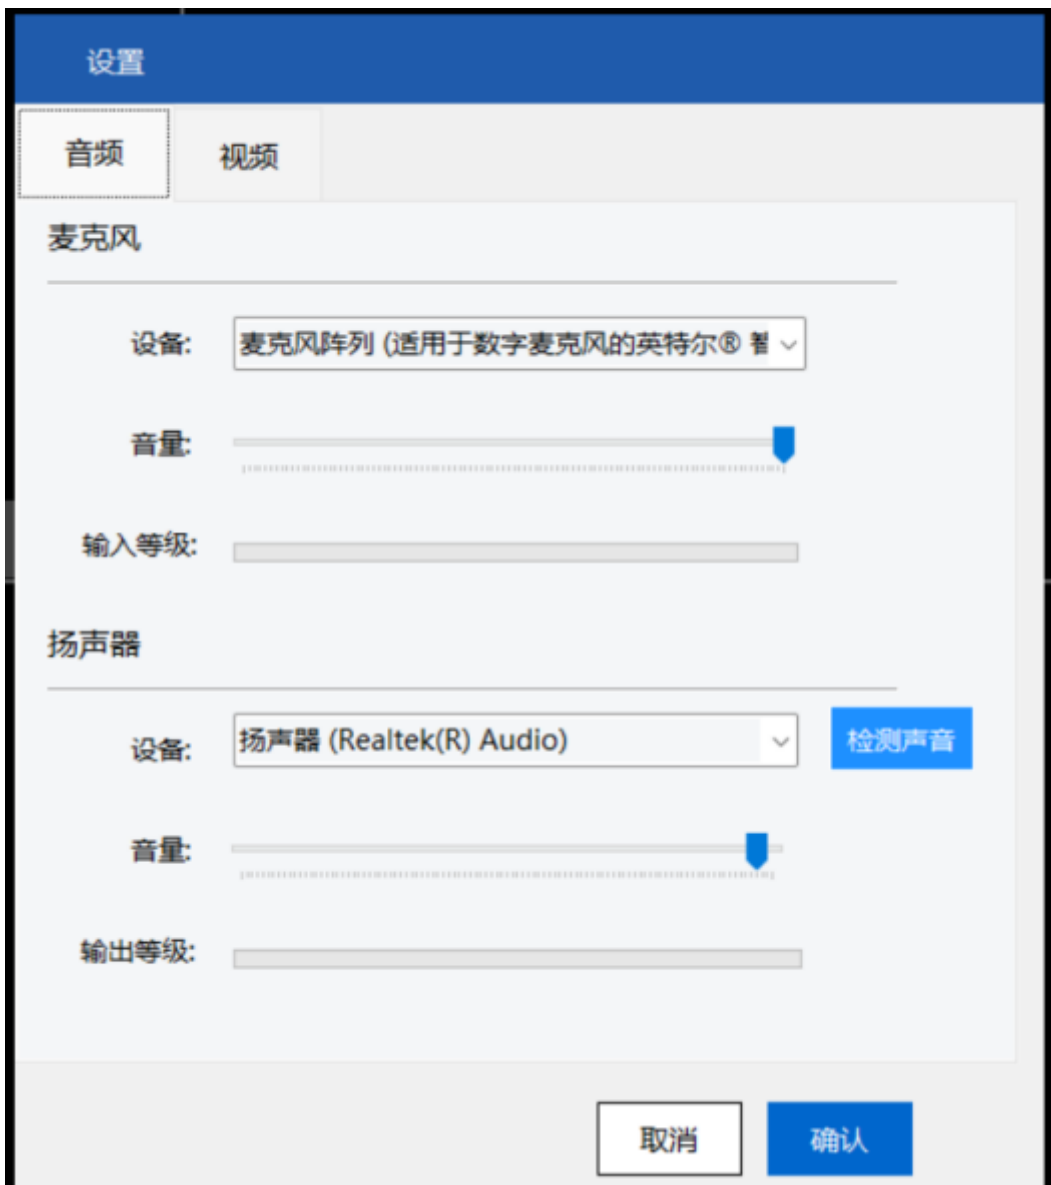 设置
音频
视频
麦克风
设备:
麦克风阵列 (适用于数字麦克风的英特尔®
音量:
输入等级:
扬声器
设备:
扬声器 (Realtek(R) Audio)
检测声音
音量:
输出等级:
取消
确认